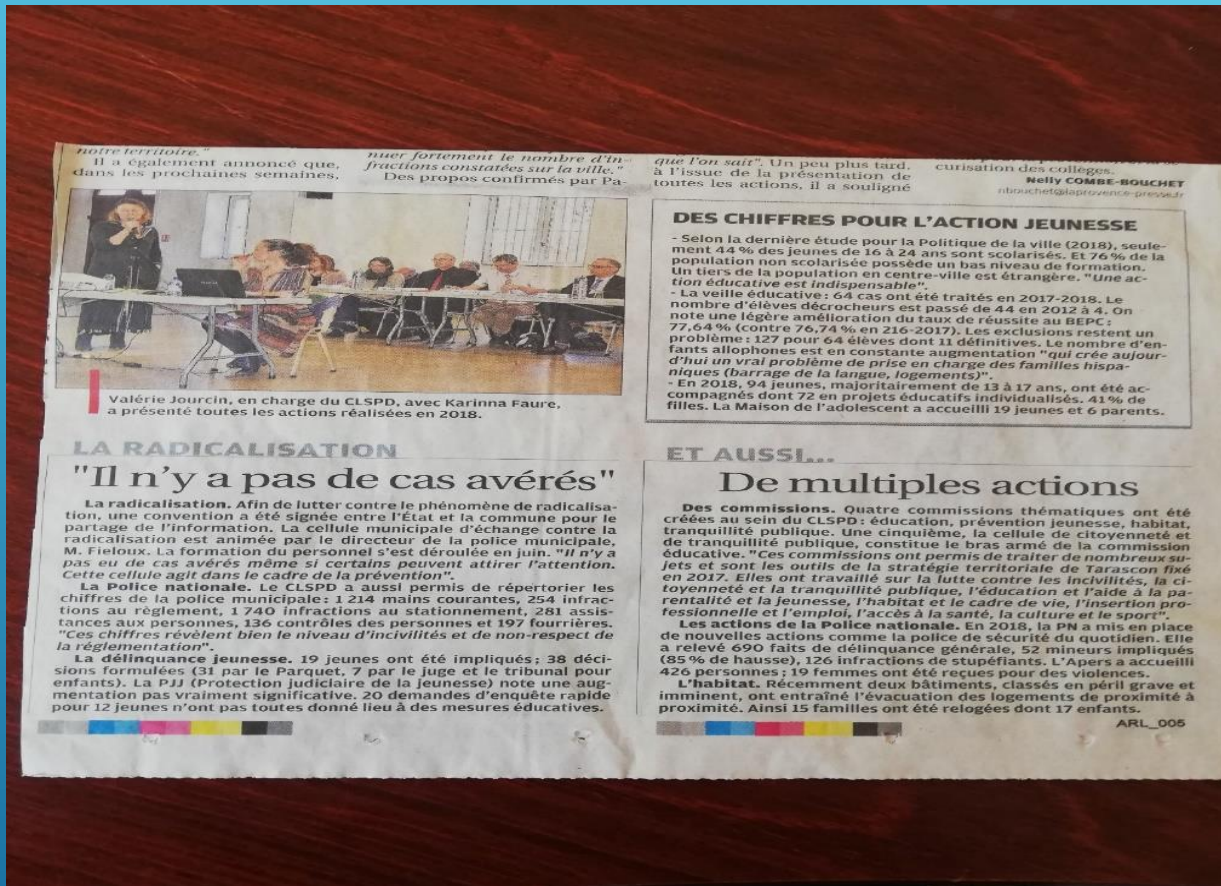 notre territoire."
Il a également annoncé que,
dans les prochaines semaines,
nuer fortement le nombre d'in-
fractions constatées sur la ville."
Des propos confirmés par Pa-
que l'on sait". Un peu plus tard,
à l'issue de la présentation de
toutes les actions, il a souligné
curisation des collèges.
Nelly COMBE-BOUCHET
nbouchet@laprovence-presse.fr
Valérie Jourcin, en charge du CLSPD, avec Karinna Faure,
a présenté toutes les actions réalisées en 2018.
DES CHIFFRES POUR L'ACTION JEUNESSE
- Selon la dernière étude pour la Politique de la ville (2018), seule-
ment 44 % des jeunes de 16 à 24 ans sont scolarisés. Et 76 % de la
population non scolarisée possède un bas niveau de formation.
Un tiers de la population en centre-ville est étrangère. "Une ac-
tion éducative est indispensable".
- La veille éducative : 64 cas ont été traités en 2017-2018. Le
nombre d'élèves décrocheurs est passé de 44 en 2012 à 4. On
note une légère amélioration du taux de réussite au BEPC :
77,64 % (contre 76,74 % en 216-2017). Les exclusions restent un
problème : 127 pour 64 élèves dont 11 définitives. Le nombre d'en-
fants allophones est en constante augmentation "qui crée aujour-
d'hui un vrai problème de prise en charge des familles hispa-
niques (barrage de la langue, logements)".
- En 2018, 94 jeunes, majoritairement de 13 à 17 ans, ont été ac-
compagnés dont 72 en projets éducatifs individualisés. 41 % de
filles. La Maison de l'adolescent a accueilli 19 jeunes et 6 parents.
LA RADICALISATION
"Il n'y a pas de cas avérés"
La radicalisation. Afin de lutter contre le phénomène de radicalisa-
tion, une convention a été signée entre l'État et la commune pour le
partage de l'information. La cellule municipale d'échange contre la
radicalisation est animée par le directeur de la police municipale,
M. Fieloux. La formation du personnel s'est déroulée en juin. "Il n'y a
pas eu de cas avérés même si certains peuvent attirer l'attention.
Cette cellule agit dans le cadre de la prévention".
La Police nationale. Le CLSPD a aussi permis de répertorier les
chiffres de la police municipale : 1 214 mains courantes, 254 infrac-
tions au règlement, 1 740 infractions au stationnement, 281 assis-
tances aux personnes, 136 contrôles des personnes et 197 fourrières.
"Ces chiffres révèlent bien le niveau d'incivilités et de non-respect de
la réglementation".
La délinquance jeunesse. 19 jeunes ont été impliqués ; 38 déci-
sions formulées (31 par le Parquet, 7 par le juge et le tribunal pour
enfants). La PJJ (Protection judiciaire de la jeunesse) note une aug-
mentation pas vraiment significative. 20 demandes d'enquête rapide
pour 12 jeunes n'ont pas toutes donné lieu à des mesures éducatives.
ET AUSSI...
De multiples actions
Des commissions. Quatre commissions thématiques ont été
créées au sein du CLSPD : éducation, prévention jeunesse, habitat,
tranquillité publique. Une cinquième, la cellule de citoyenneté et
de tranquillité publique, constitue le bras armé de la commission
éducative. "Ces commissions ont permis de traiter de nombreux su-
jets et sont les outils de la stratégie territoriale de Tarascon fixé
en 2017. Elles ont travaillé sur la lutte contre les incivilités, la ci-
toyenneté et la tranquillité publique, l'éducation et l'aide à la pa-
rentalité et la jeunesse, l'habitat et le cadre de vie, l'insertion pro-
fessionnelle et l'emploi, l'accès à la santé, la culture et le sport".
Les actions de la Police nationale. En 2018, la PN a mis en place
de nouvelles actions comme la police de sécurité du quotidien. Elle
a relevé 690 faits de délinquance générale, 52 mineurs impliqués
(85 % de hausse), 126 infractions de stupéfiants. L'Apers a accueilli
426 personnes ; 19 femmes ont été reçues pour des violences.
L'habitat. Récemment deux bâtiments, classés en péril grave et
imminent, ont entraîné l'évacuation des logements de proximité à
proximité. Ainsi 15 familles ont été relogées dont 17 enfants.
ARL_005